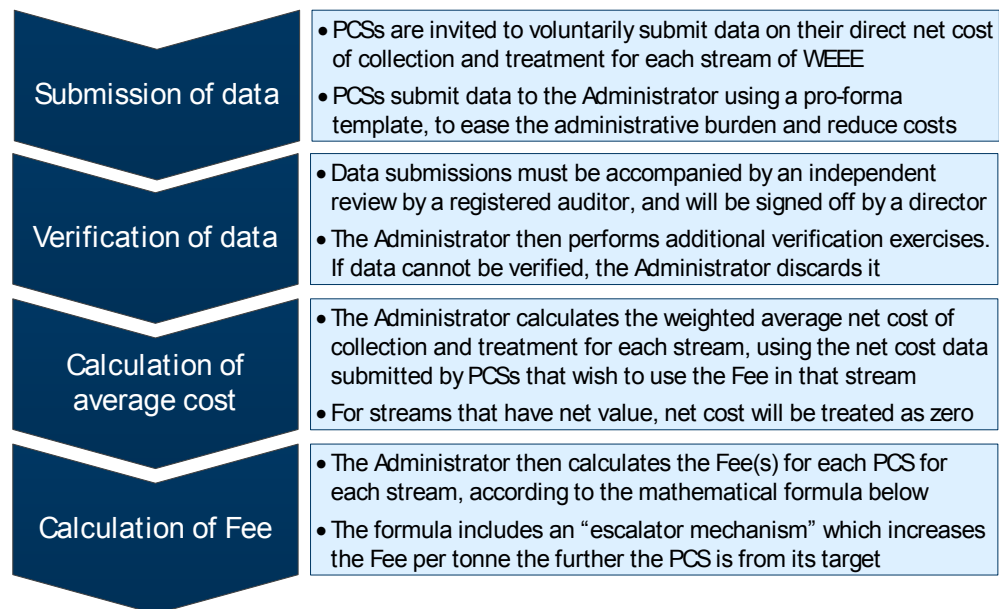 Submission of data
• PCSs are invited to voluntarily submit data on their direct net cost
of collection and treatment for each stream of WEEE
• PCSs submit data to the Administrator using a pro-forma
template, to ease the administrative burden and reduce costs
Verification of data
• Data submissions must be accompanied by an independent
review by a registered auditor, and will be signed off by a director
• The Administrator then performs additional verification exercises.
If data cannot be verified, the Administrator discards it
Calculation of
average cost
• The Administrator calculates the weighted average net cost of
collection and treatment for each stream, using the net cost data
submitted by PCSs that wish to use the Fee in that stream
• For streams that have net value, net cost will be treated as zero
Calculation of Fee
• The Administrator then calculates the Fee(s) for each PCS for
each stream, according to the mathematical formula below
• The formula includes an “escalator mechanism” which increases
the Fee per tonne the further the PCS is from its target